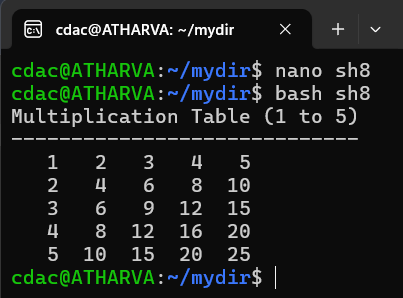 cdac@ATHARVA: ~/mydir
cdac@ATHARVA:~/mydir$ nano sh8
cdac@ATHARVA:~/mydir$ bash sh8
Multiplication Table (1 to 5)
-----------------------------
   1   2   3   4   5
   2   4   6   8  10
   3   6   9  12  15
   4   8  12  16  20
   5  10  15  20  25
cdac@ATHARVA:~/mydir$